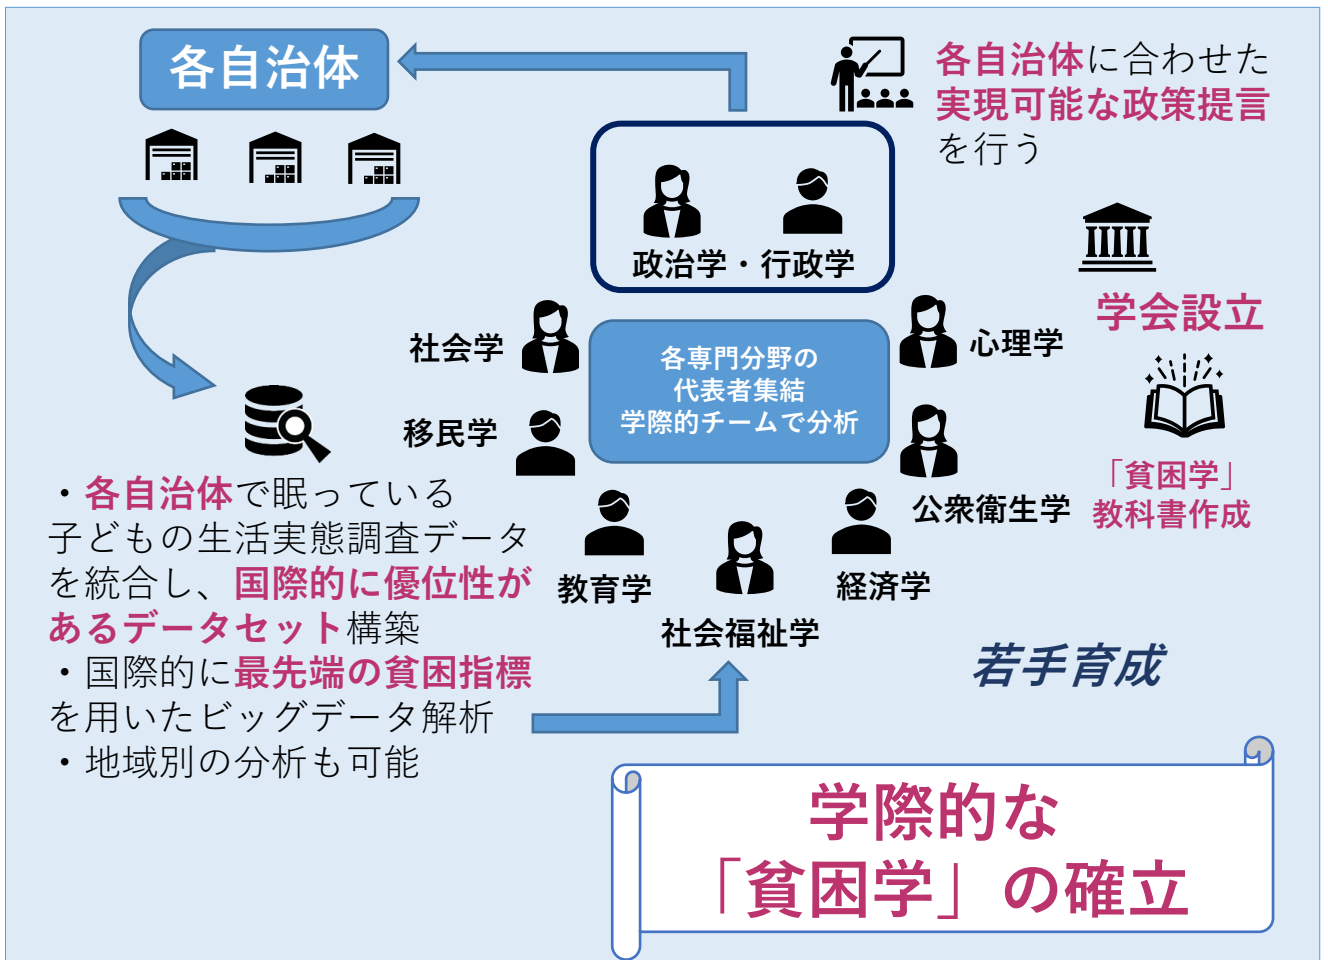 各自治体
各自治体に合わせた
実現可能な政策提言
を行う
政治学・行政学
学会設立
社会学
各専門分野の
代表者集結
学際的チームで分析
心理学
移民学
「貧困学」
教科書作成
公衆衛生学
・各自治体で眠っている
子どもの生活実態調査データ
を統合し、国際的に優位性が
あるデータセット構築
・国際的に最先端の貧困指標
を用いたビッグデータ解析
・地域別の分析も可能
教育学
経済学
社会福祉学
若手育成
学際的な
「貧困学」の確立